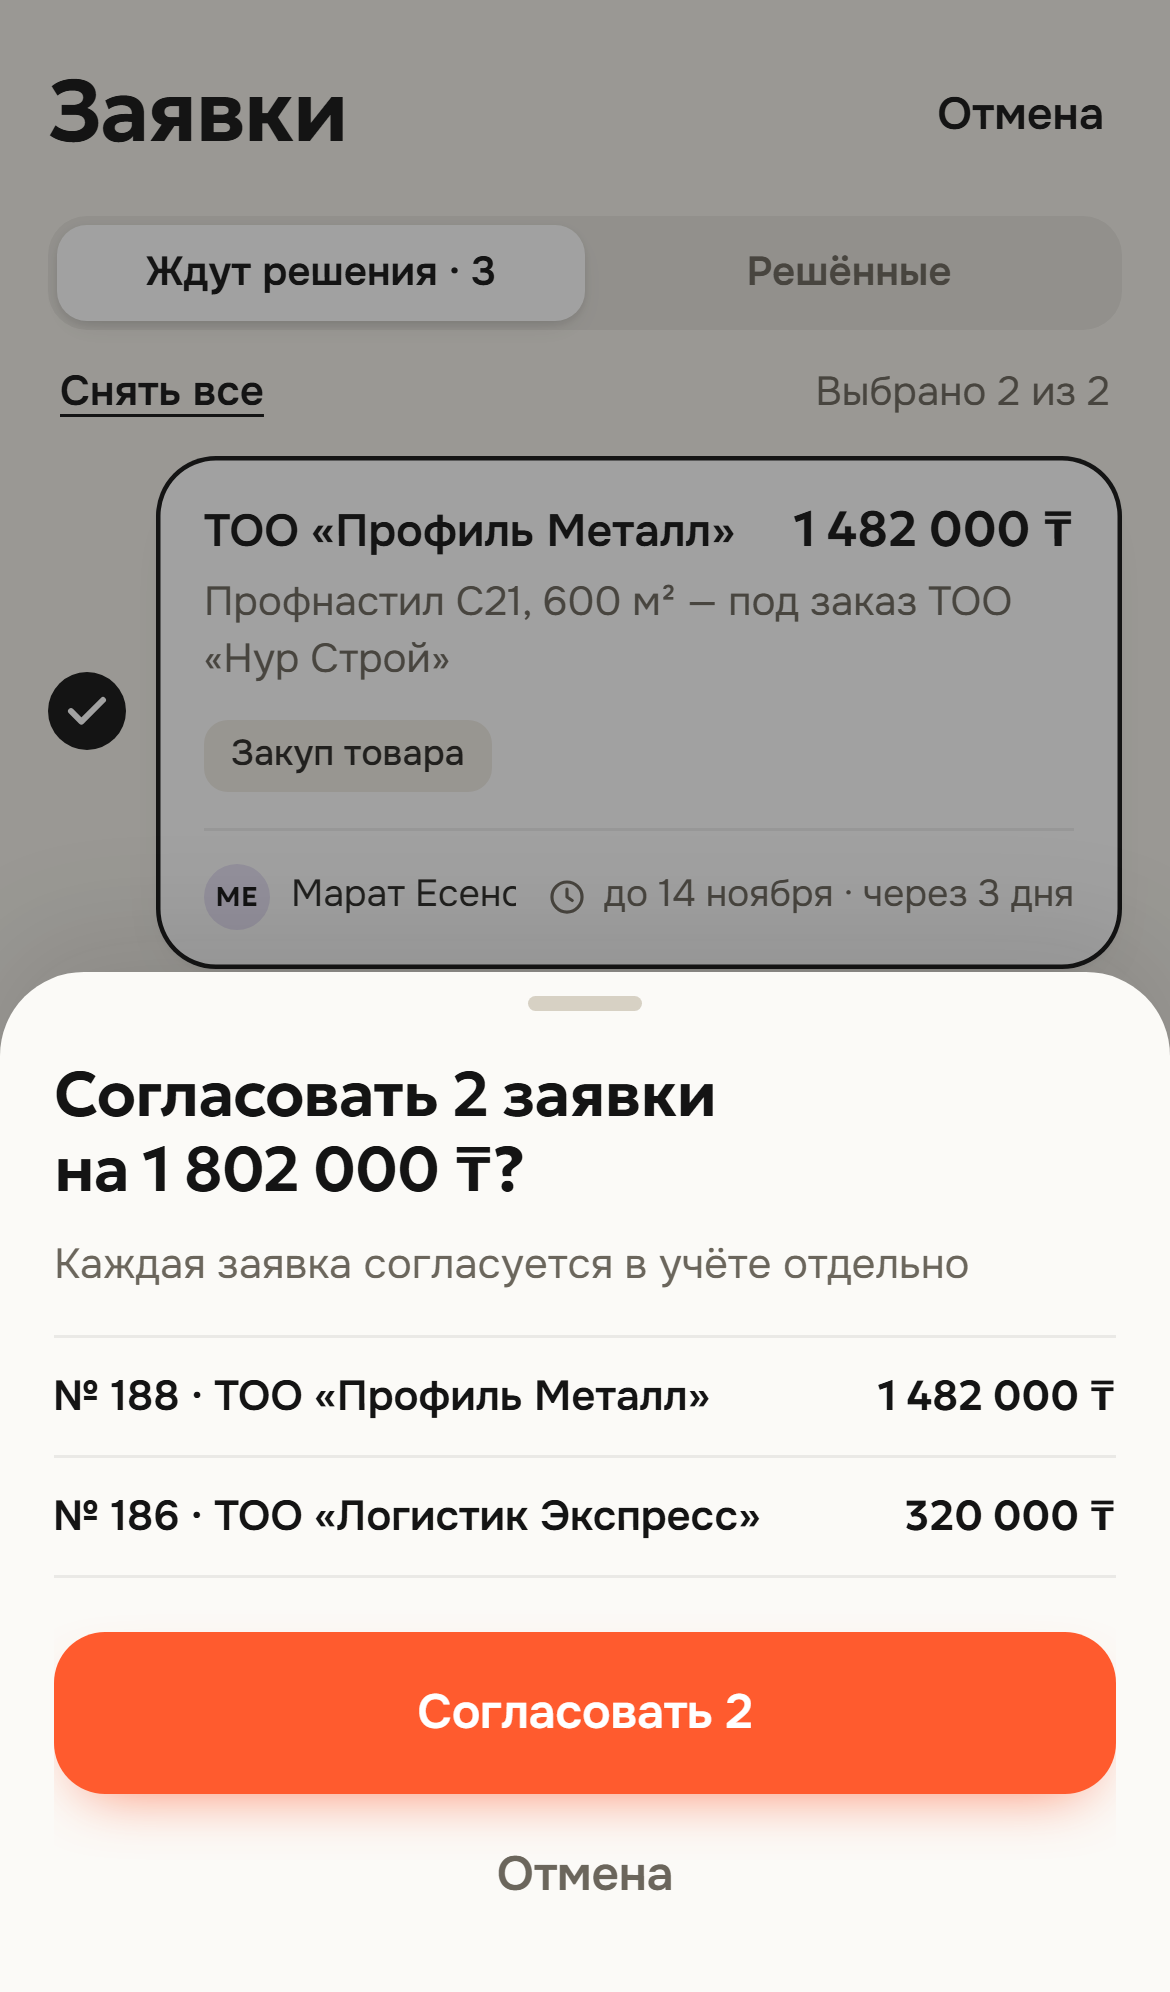 Заявки
Отмена
Ждут решения · 3
Решённые
Снять все
Выбрано 2 из 2
ТОО «Профиль Металл»
1 482 000 ₸
Профнастил С21, 600 м² — под заказ ТОО
«Нур Строй»
Закуп товара
МЕ
Марат
до 14 ноября · через 3 дня
Согласовать 2 заявки
на 1 802 000 ₸?
Каждая заявка согласуется в учёте отдельно
№ 188 · ТОО «Профиль Металл»
1 482 000 ₸
№ 186 · ТОО «Логистик Экспресс»
320 000 ₸
Согласовать 2
Отмена